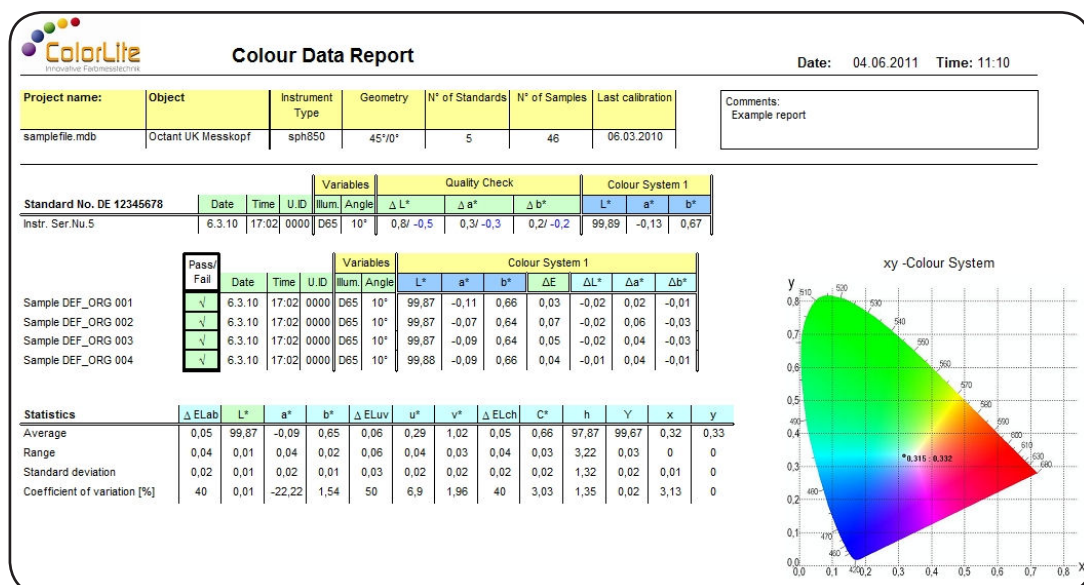 ColorLite
Innovative Farbmesstechnik
Colour Data Report
Date: 04.06.2011 Time: 11:10
Project name: Object Instrument Type Geometry N° of Standards N° of Samples Last calibration
samplefile.mdb Octant UK Messkopf sph850 45°/0° 5 46 06.03.2010
Comments:
Example report
Variables Quality Check Colour System 1
Standard No. DE 12345678 Date Time U.ID Illum. Angle Δ L* Δ a* Δ b* L* a* b*
Instr. Ser.Nu.5 6.3.10 17:02 0000 D65 10° 0,8/ -0,5 0,3/ -0,3 0,2/ -0,2 99,89 -0,13 0,67
Pass/ Variables Colour System 1
Fail Date Time U.ID Illum. Angle L* a* b* ΔE ΔL* Δa* Δb*
Sample DEF_ORG 001 √ 6.3.10 17:02 0000 D65 10° 99,87 -0,11 0,66 0,03 -0,02 0,02 -0,01
Sample DEF_ORG 002 √ 6.3.10 17:02 0000 D65 10° 99,87 -0,07 0,64 0,07 -0,02 0,06 -0,03
Sample DEF_ORG 003 √ 6.3.10 17:02 0000 D65 10° 99,87 -0,09 0,64 0,05 -0,02 0,04 -0,03
Sample DEF_ORG 004 √ 6.3.10 17:02 0000 D65 10° 99,88 -0,09 0,66 0,04 -0,01 0,04 -0,01
Statistics Δ ELab L* a* b* Δ ELuv u* v* Δ ELch C* h Y x y
Average 0,05 99,87 -0,09 0,65 0,06 0,29 1,02 0,05 0,66 97,87 99,67 0,32 0,33
Range 0,04 0,01 0,04 0,02 0,06 0,04 0,03 0,04 0,03 3,22 0,03 0 0
Standard deviation 0,02 0,01 0,02 0,01 0,03 0,02 0,02 0,02 0,02 1,32 0,02 0,01 0
Coefficient of variation [%] 40 0,01 -22,22 1,54 50 6,9 1,96 40 3,03 1,35 0,02 3,13 0
xy -Colour System
y
0,8 510 520 530
540
0,7
550
0,6 560
570
0,5 580
490 590
0,4 600
610
0.315 : 0.332 630
680
0,3
0,2 480
0,1 470
460
0,0 420
0,0 0,1 0,2 0,3 0,4 0,5 0,6 0,7 0,8 x